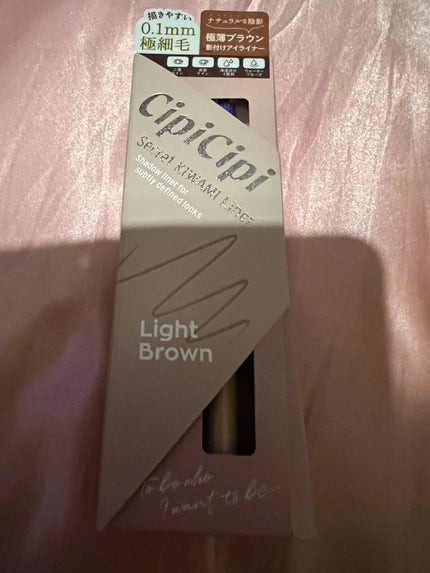 描きやすい
0.1mm
極細毛
ナチュラルな陰影
極薄ブラウン
影付けアイライナー
CipiCipi
Secret KIWAMI Liner
Shadow liner for
subtly defined looks
Light
Brown
To be who
I want to be